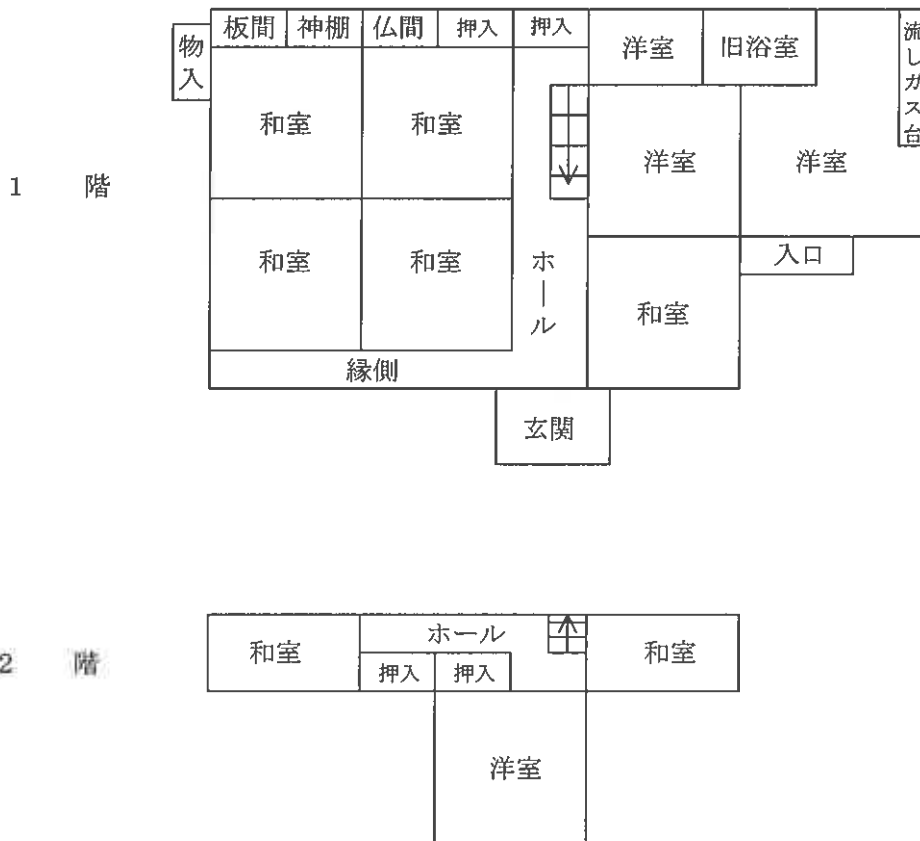 板間 神棚 仏間 押入 押入
物入
洋室 旧浴室
流しガス台
和室 和室
洋室 洋室
1 階
和室 和室
ホール
入口
和室
縁側
玄関
2 階
和室
ホール
和室
押入 押入
洋室